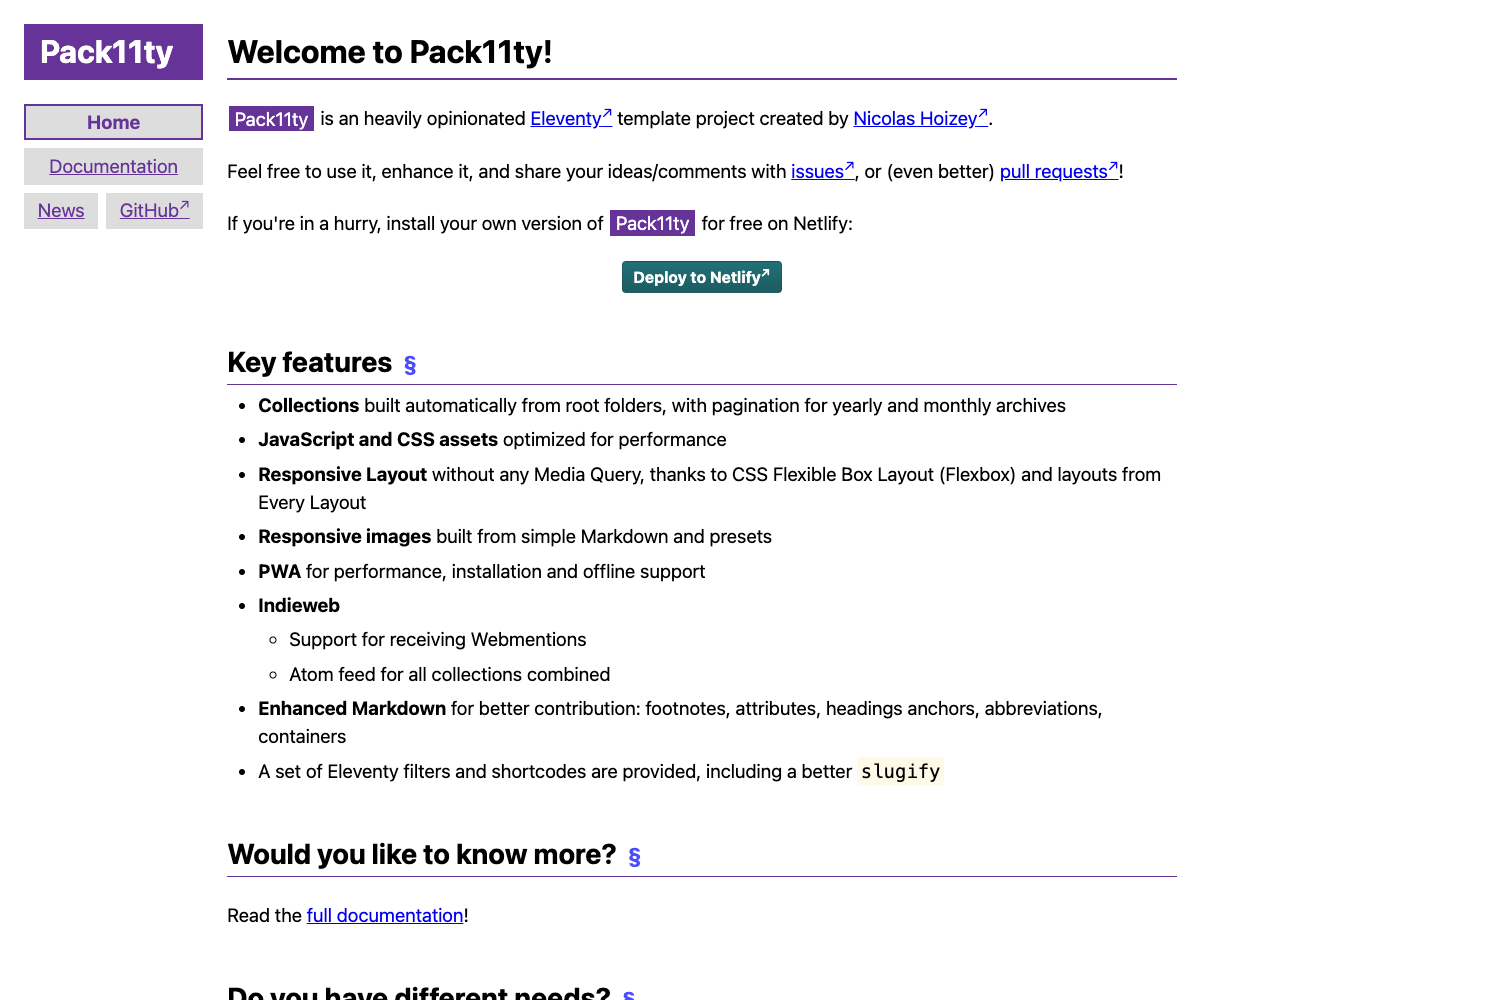 Pack11ty
Home
Documentation
News
GitHub↗
Welcome to Pack11ty!
Pack11ty is an heavily opinionated Eleventy↗ template project created by Nicolas Hoizey↗.
Feel free to use it, enhance it, and share your ideas/comments with issues↗, or (even better) pull requests↗!
If you're in a hurry, install your own version of Pack11ty for free on Netlify:
Deploy to Netlify↗
Key features §
• Collections built automatically from root folders, with pagination for yearly and monthly archives
• JavaScript and CSS assets optimized for performance
• Responsive Layout without any Media Query, thanks to CSS Flexible Box Layout (Flexbox) and layouts from
Every Layout
• Responsive images built from simple Markdown and presets
• PWA for performance, installation and offline support
• Indieweb
◦ Support for receiving Webmentions
◦ Atom feed for all collections combined
• Enhanced Markdown for better contribution: footnotes, attributes, headings anchors, abbreviations,
containers
• A set of Eleventy filters and shortcodes are provided, including a better slugify
Would you like to know more? §
Read the full documentation!
Do you have different needs? §